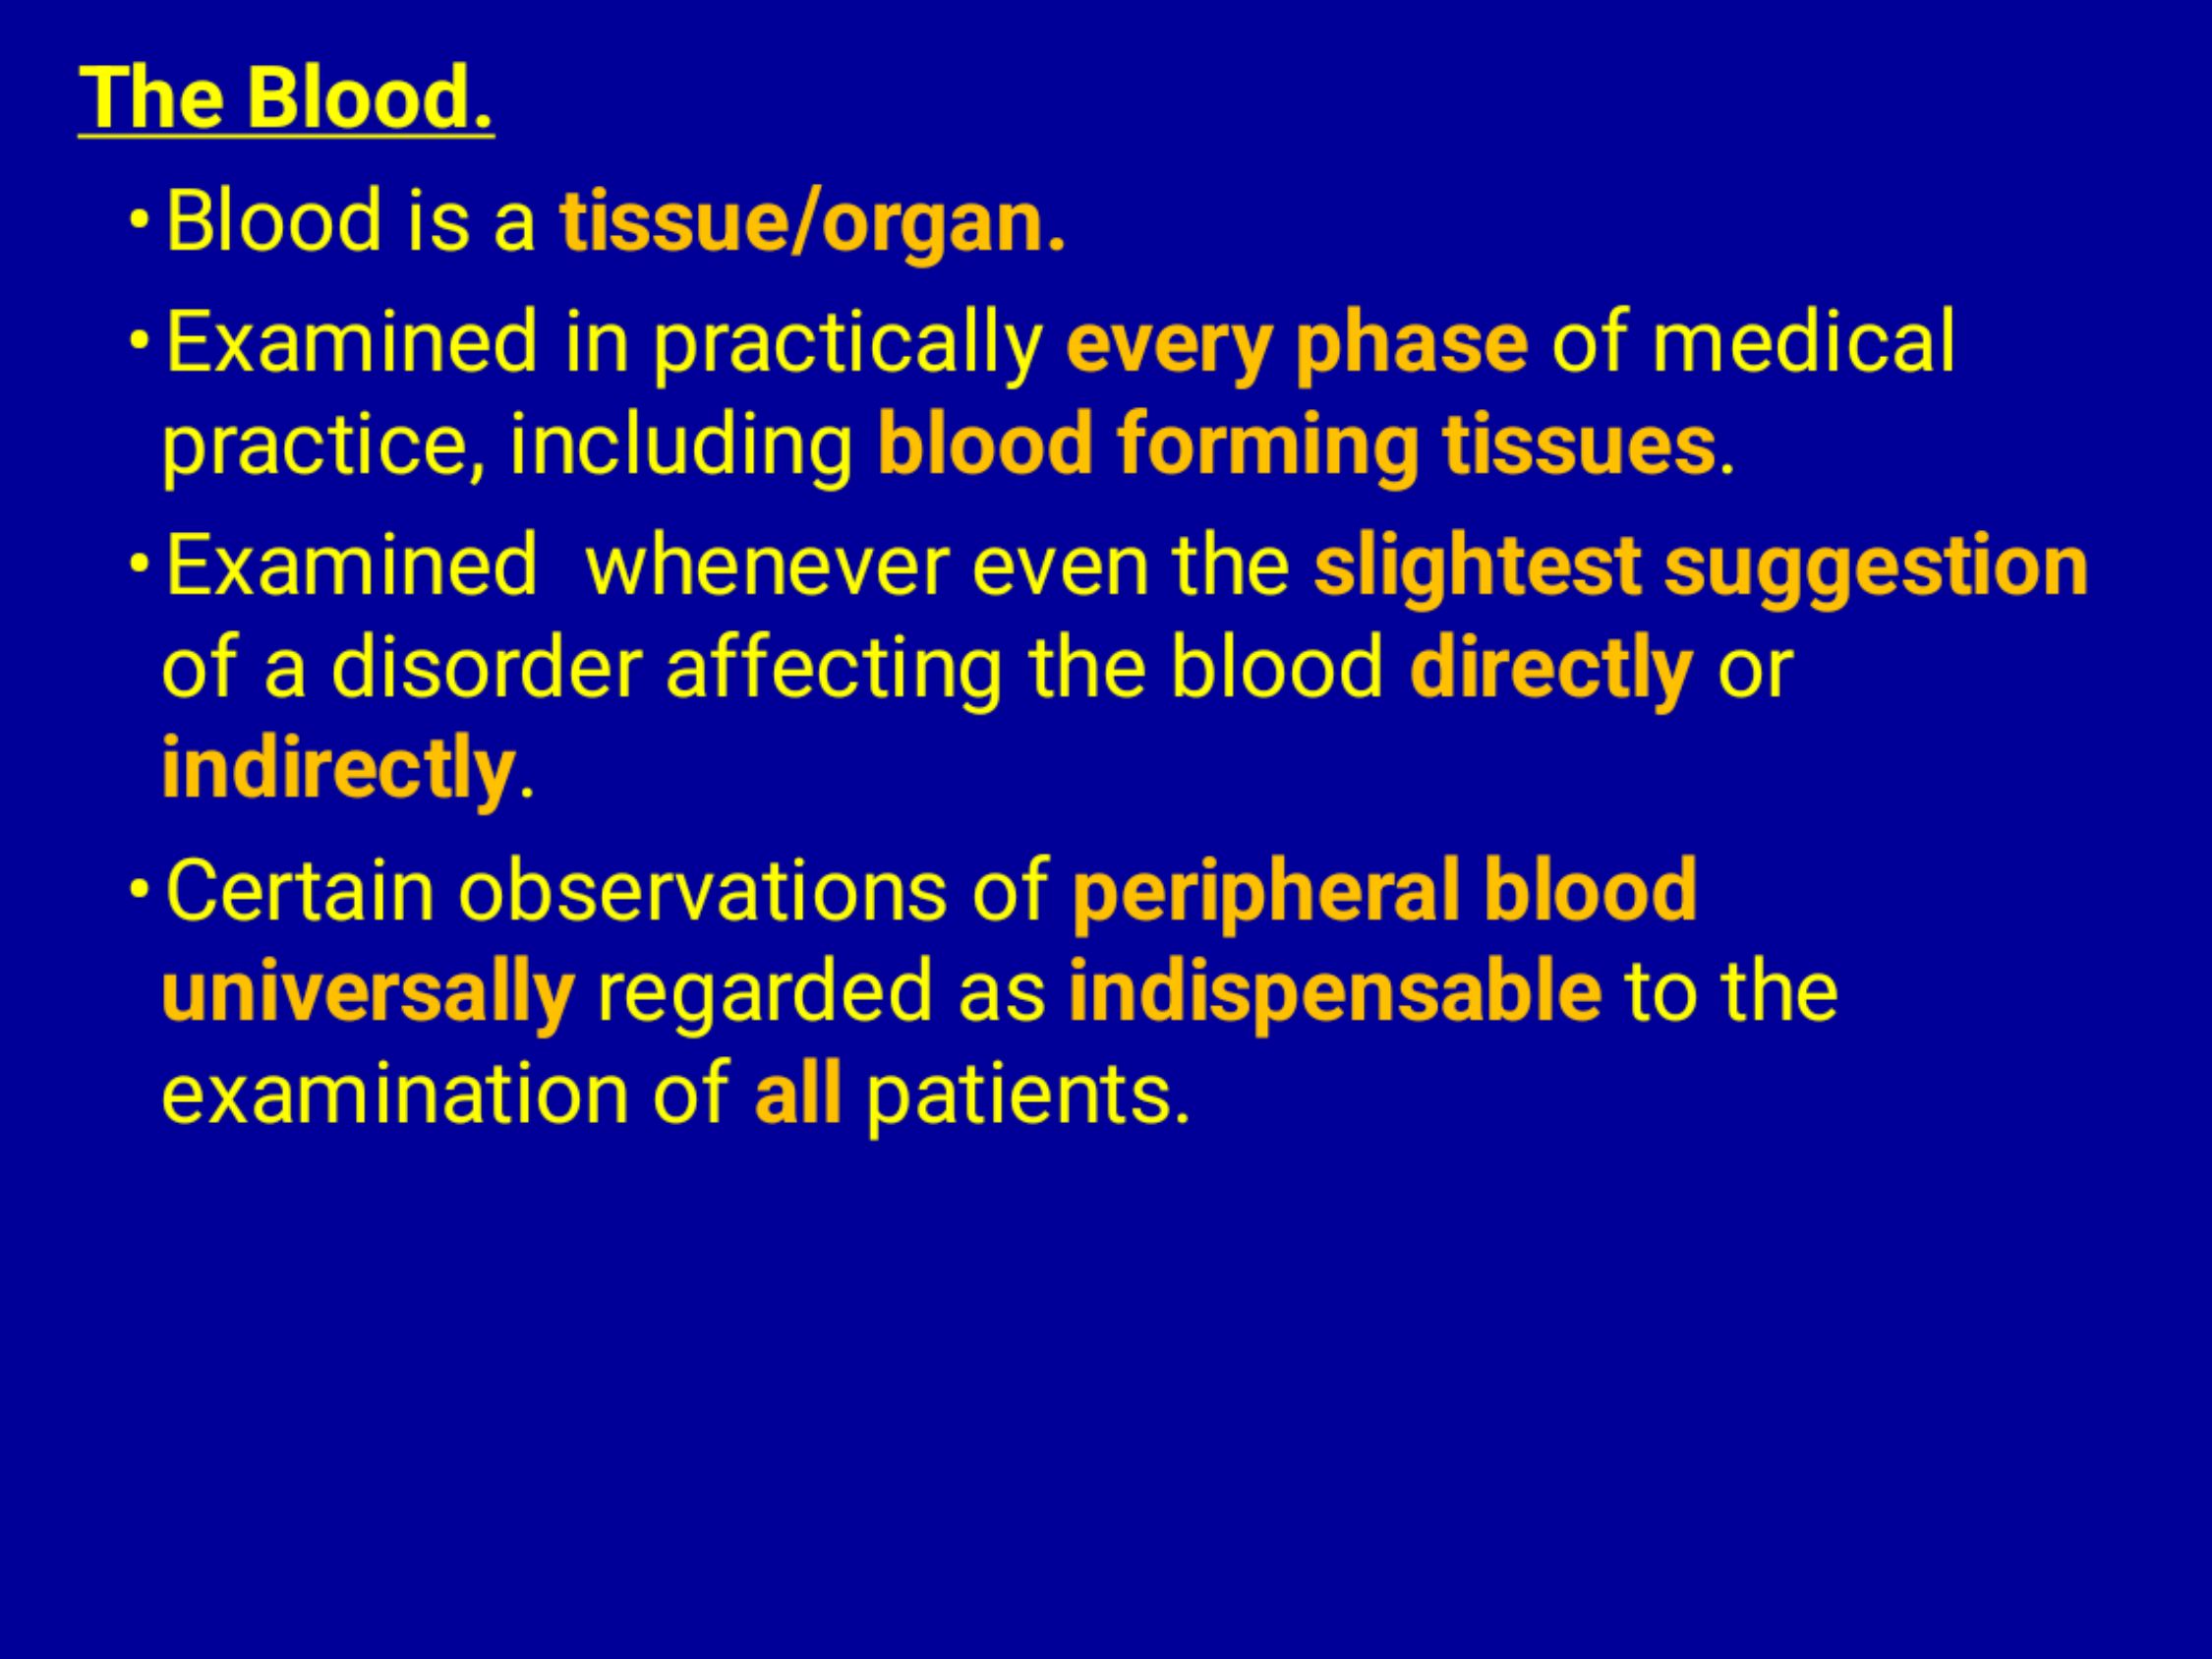 The Blood.
• Blood is a tissue/organ.
• Examined in practically every phase of medical
practice, including blood forming tissues.
• Examined  whenever even the slightest suggestion
of a disorder affecting the blood directly or
indirectly.
• Certain observations of peripheral blood
universally regarded as indispensable to the
examination of all patients.